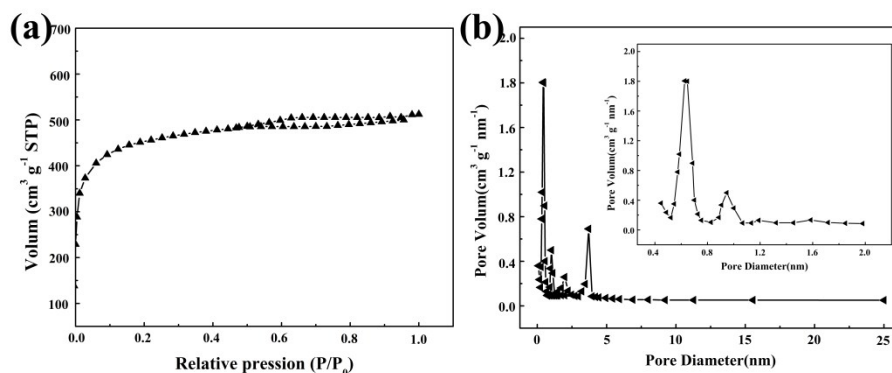 (a)
700
600
500
400
300
200
100
Volum (cm3 g-1 STP)
0.0 0.2 0.4 0.6 0.8 1.0
Relative pression (P/P0)
(b)
2.0
1.8
1.6
1.2
0.8
0.4
0.0
Pore Volum(cm3 g-1 nm-1)
0 5 10 15 20 25
Pore Diameter(nm)
2.0
1.8
1.2
0.8
0.4
0.0
Pore Volum(cm3 g-1 nm-1)
0.4 0.8 1.2 1.6 2.0
Pore Diameter(nm)